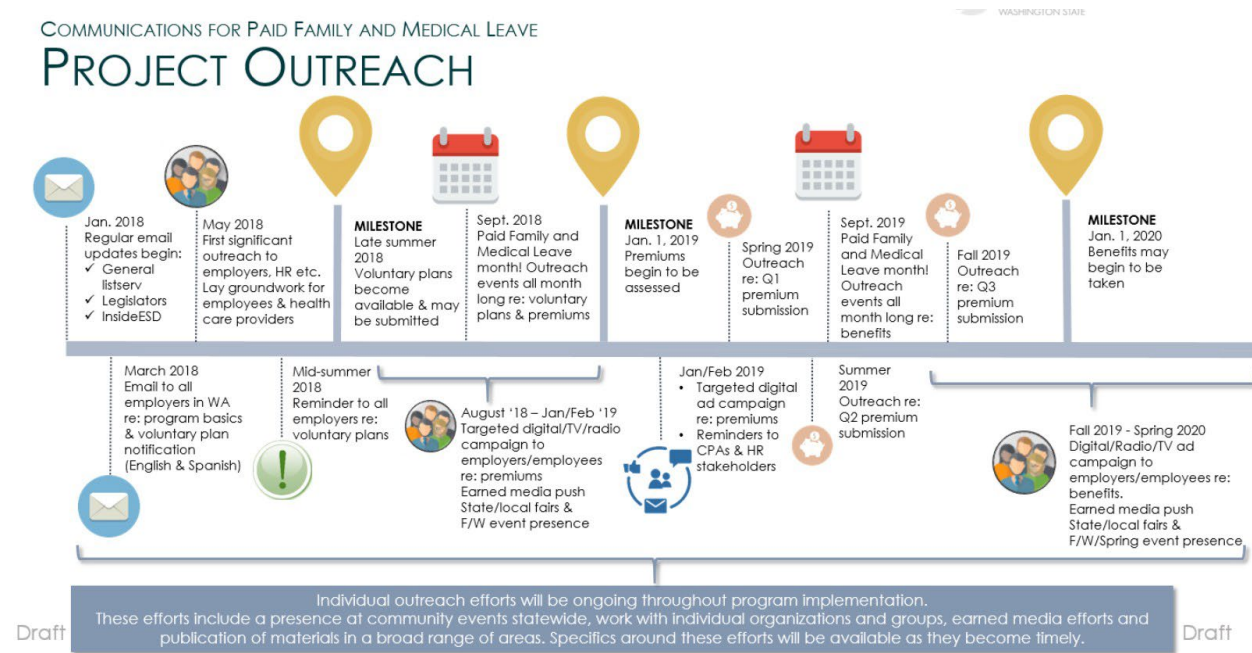 WASHINGTON STATE
COMMUNICATIONS FOR PAID FAMILY AND MEDICAL LEAVE
PROJECT OUTREACH
Jan. 2018
Regular email
updates begin:
✓ General
listserv
✓ Legislators
✓ InsideESD
May 2018
First significant
outreach to
employers, HR etc.
Lay groundwork for
employees & health
care providers
MILESTONE
Late summer
2018
Voluntary plans
become
available & may
be submitted
Sept. 2018
Paid Family and
Medical Leave
month! Outreach
events all month
long re: voluntary
plans & premiums
MILESTONE
Jan. 1, 2019
Premiums
begin to be
assessed
Spring 2019
Outreach
re: Q1
premium
submission
Sept. 2019
Paid Family
and Medical
Leave month!
Outreach
events all
month long re:
benefits
Fall 2019
Outreach
re: Q3
premium
submission
MILESTONE
Jan. 1, 2020
Benefits may
begin to be
taken
March 2018
Email to all
employers in WA
re: program basics
& voluntary plan
notification
(English & Spanish)
Mid-summer
2018
Reminder to all
employers re:
voluntary plans
August '18 – Jan/Feb '19
Targeted digital/TV/radio
campaign to
employers/employees
re: premiums
Earned media push
State/local fairs &
F/W event presence
Jan/Feb 2019
• Targeted digital
ad campaign
re: premiums
• Reminders to
CPAs & HR
stakeholders
Summer
2019
Outreach re:
Q2 premium
submission
Fall 2019 - Spring 2020
Digital/Radio/TV ad
campaign to
employers/employees re:
benefits.
Earned media push
State/local fairs &
F/W/Spring event presence
Individual outreach efforts will be ongoing throughout program implementation.
These efforts include a presence at community events statewide, work with individual organizations and groups, earned media efforts and
publication of materials in a broad range of areas. Specifics around these efforts will be available as they become timely.
Draft
Draft